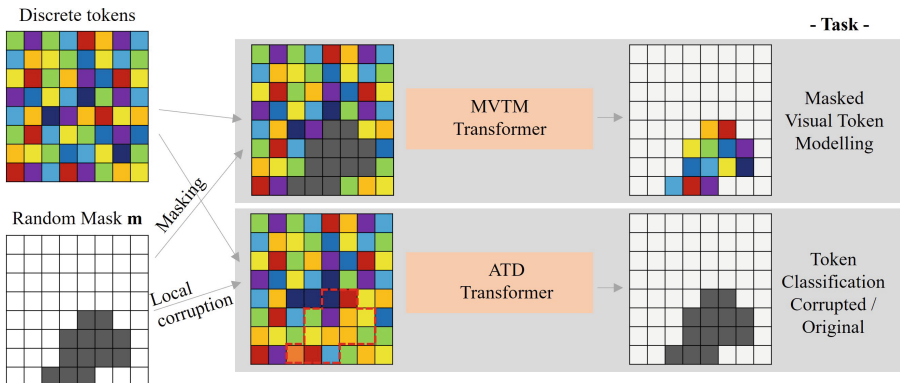 Discrete tokens
- Task -
MVTM
Transformer
Masked
Visual Token
Modelling
Masking
Random Mask m
Local
corruption
ATD
Transformer
Token
Classification
Corrupted /
Original